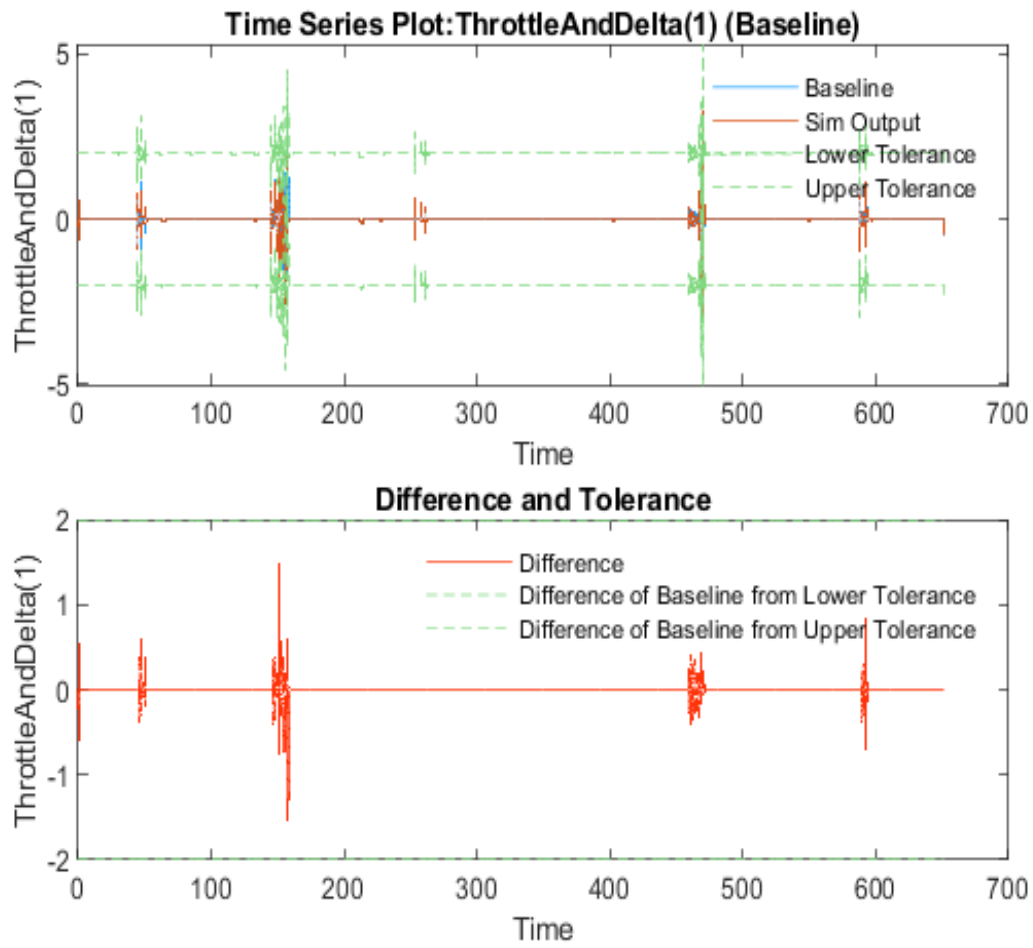 Time Series Plot:ThrottleAndDelta(1) (Baseline)
5
0
-5
ThrottleAndDelta(1)
Baseline
Sim Output
Lower Tolerance
Upper Tolerance
0 100 200 300 400 500 600 700
Time
Difference and Tolerance
2
1
0
-1
-2
ThrottleAndDelta(1)
Difference
Difference of Baseline from Lower Tolerance
Difference of Baseline from Upper Tolerance
0 100 200 300 400 500 600 700
Time